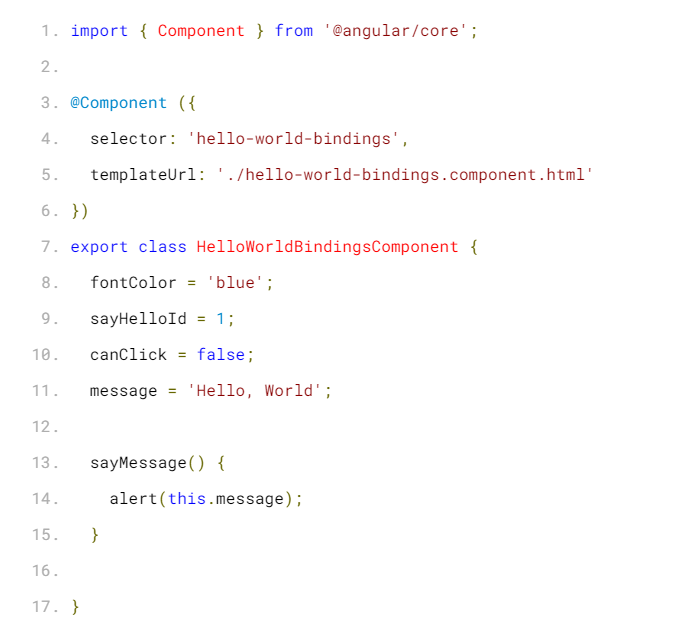 1. import { Component } from '@angular/core';
2.
3. @Component ({
4.   selector: 'hello-world-bindings',
5.   templateUrl: './hello-world-bindings.component.html'
6. })
7. export class HelloWorldBindingsComponent {
8.   fontColor = 'blue';
9.   sayHelloId = 1;
10.   canClick = false;
11.   message = 'Hello, World';
12.
13.   sayMessage() {
14.     alert(this.message);
15.   }
16.
17. }